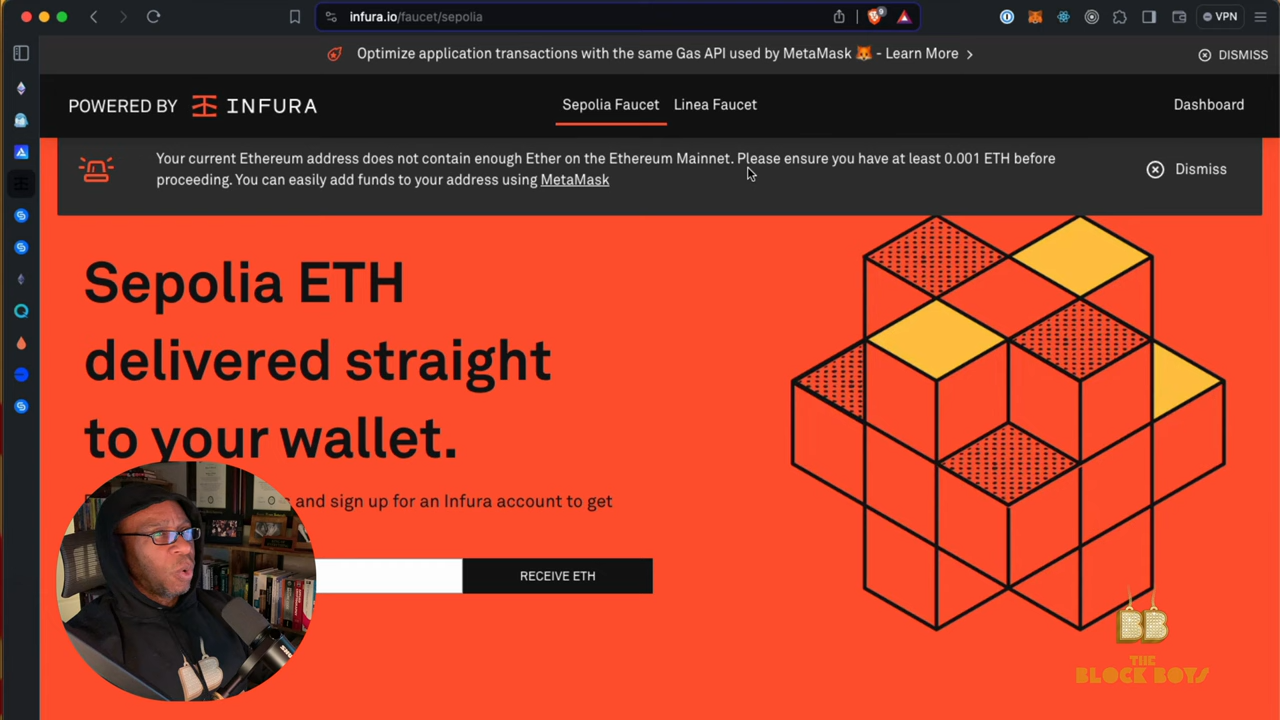 infura.io/faucet/sepolia
9
VPN
Optimize application transactions with the same Gas API used by MetaMask 🦊 - Learn More >
DISMISS
POWERED BY INFURA
Sepolia Faucet
Linea Faucet
Dashboard
Your current Ethereum address does not contain enough Ether on the Ethereum Mainnet. Please ensure you have at least 0.001 ETH before
proceeding. You can easily add funds to your address using MetaMask
Dismiss
Sepolia ETH
delivered straight
to your wallet.
and sign up for an Infura account to get
RECEIVE ETH
BB
THE
BLOCK BOYS